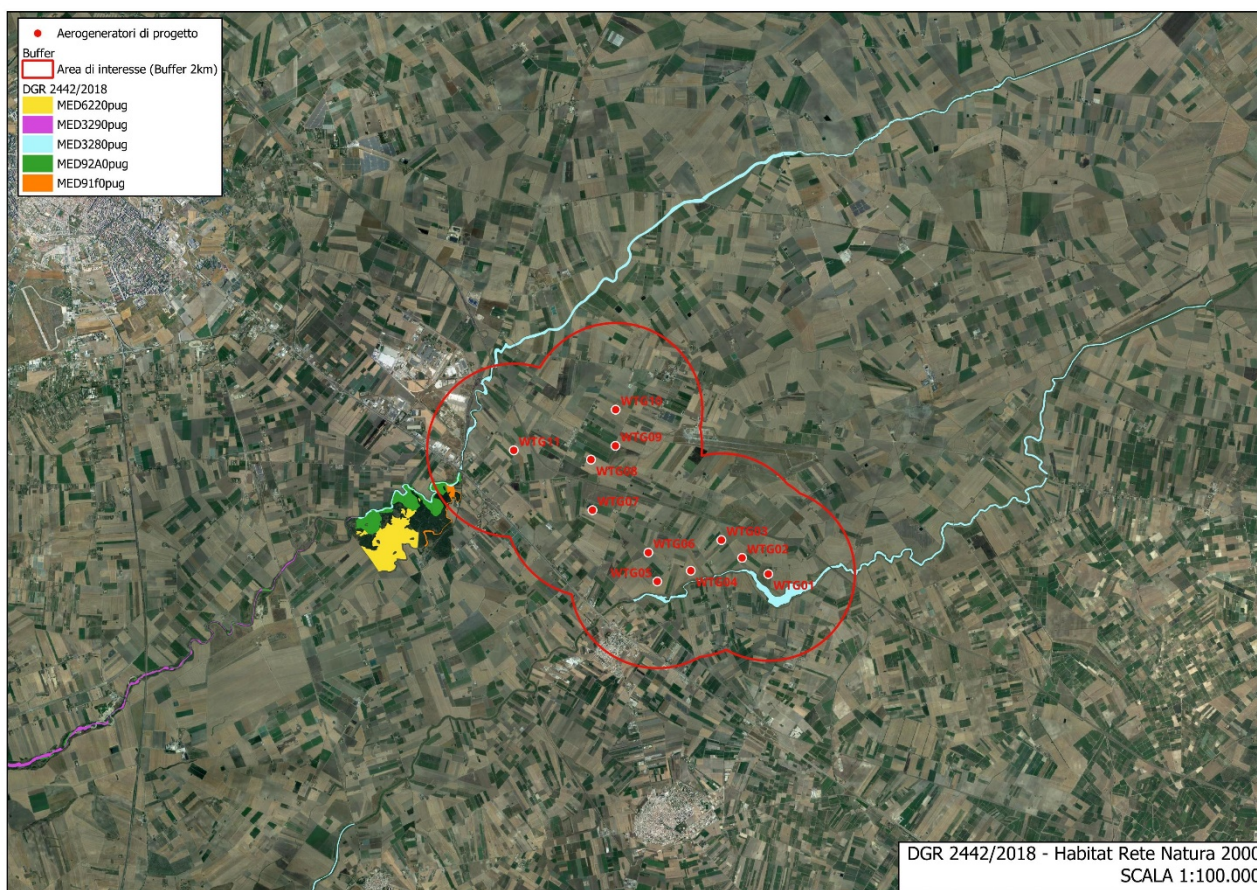 Aerogeneratori di progetto
Buffer
Area di interesse (Buffer 2km)
DGR 2442/2018
MED6220pug
MED3290pug
MED3280pug
MED92A0pug
MED91f0pug
WTG10
WTG09
WTG11
WTG08
WTG07
WTG03
WTG06
WTG02
WTG05
WTG04
WTG01
DGR 2442/2018 - Habitat Rete Natura 2000
SCALA 1:100.000